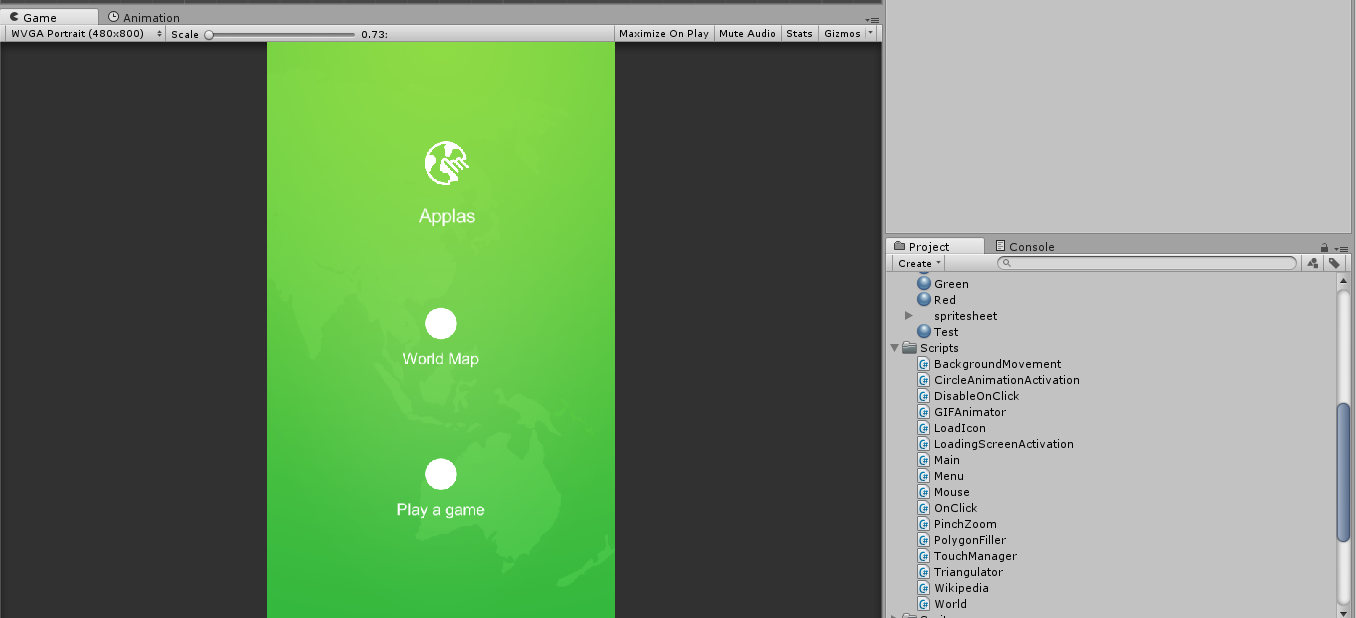 Game
Animation
WVGA Portrait (480x800)
Scale
0.73:
Maximize On Play
Mute Audio
Stats
Gizmos
Applas
World Map
Play a game
Project
Console
Create
Green
Red
spritesheet
Test
Scripts
BackgroundMovement
CircleAnimationActivation
DisableOnClick
GIFAnimator
LoadIcon
LoadingScreenActivation
Main
Menu
Mouse
OnClick
PinchZoom
PolygonFiller
TouchManager
Triangulator
Wikipedia
World